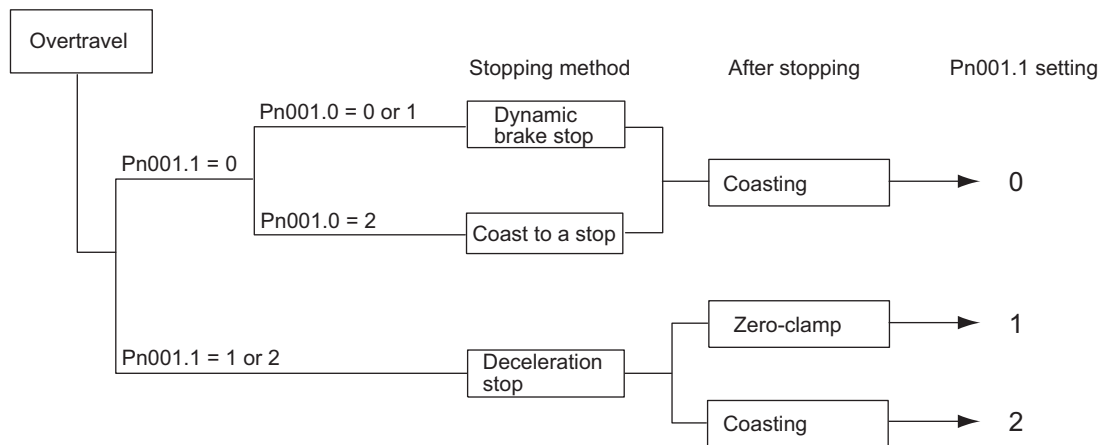 Overtravel
Stopping method
After stopping
Pn001.1 setting
Pn001.0 = 0 or 1
Dynamic
brake stop
Pn001.1 = 0
Coasting
0
Pn001.0 = 2
Coast to a stop
Zero-clamp
1
Pn001.1 = 1 or 2
Deceleration
stop
Coasting
2